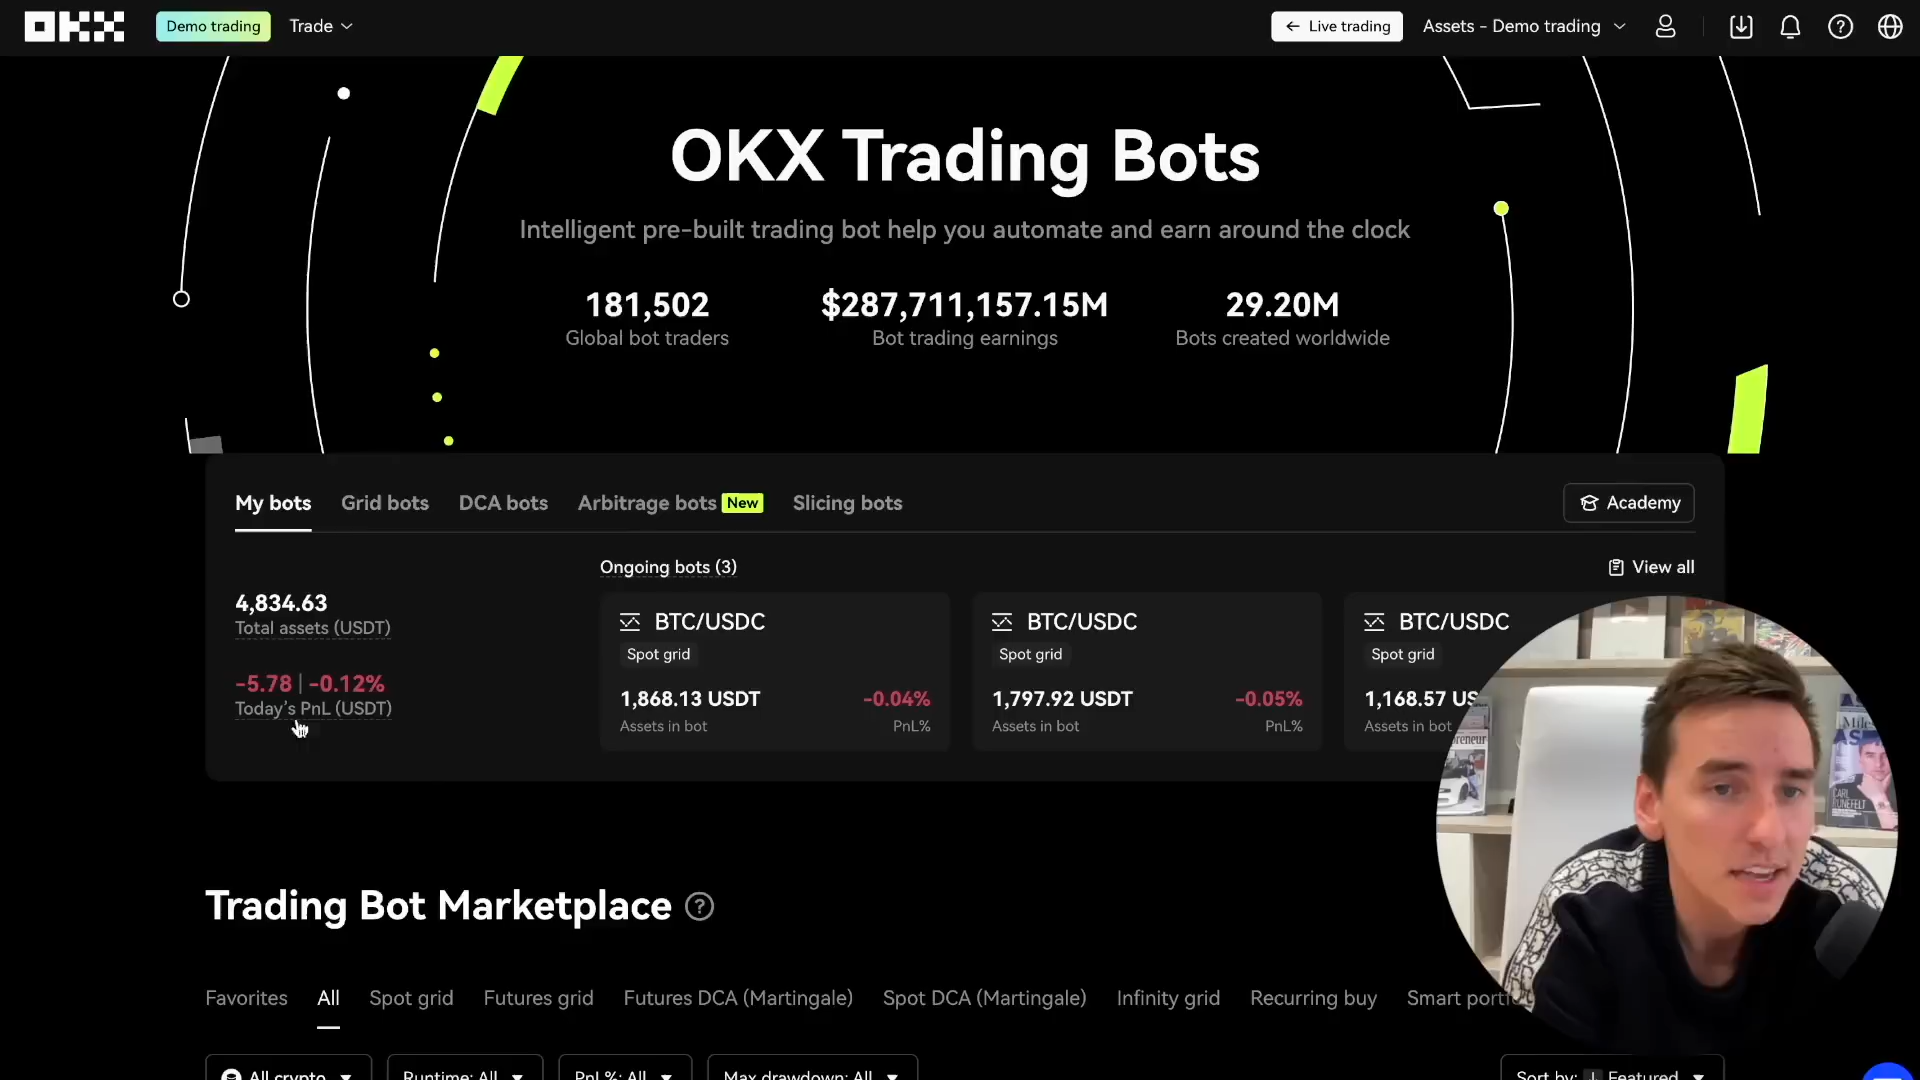 OKX
Demo trading
Trade
← Live trading
Assets - Demo trading
OKX Trading Bots
Intelligent pre-built trading bot help you automate and earn around the clock
181,502
$287,711,157.15M
29.20M
Global bot traders
Bot trading earnings
Bots created worldwide
My bots
Grid bots
DCA bots
Arbitrage bots New
Slicing bots
Academy
Ongoing bots (3)
View all
4,834.63
Total assets (USDT)
-5.78 | -0.12%
Today's PnL (USDT)
BTC/USDC
Spot grid
1,868.13 USDT
-0.04%
Assets in bot
PnL%
BTC/USDC
Spot grid
1,797.92 USDT
-0.05%
Assets in bot
PnL%
BTC/USDC
Spot grid
1,168.57 US
Assets in bot
Trading Bot Marketplace
Favorites
All
Spot grid
Futures grid
Futures DCA (Martingale)
Spot DCA (Martingale)
Infinity grid
Recurring buy
Smart portf
All crypto
Runtime: All
PnL%: All
Max drawdown: All
Sort by: ↓ Featured